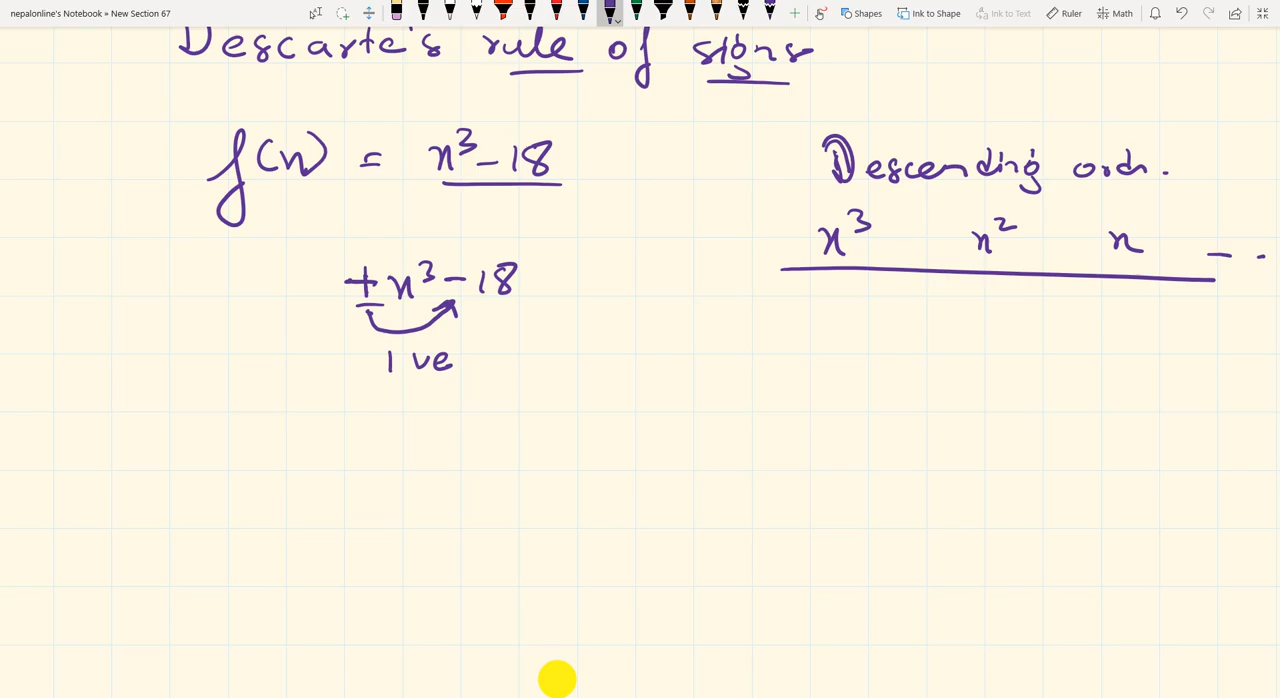 nepalonline's Notebook » New Section 67
Shapes
Ink to Shape
Ink to Text
Ruler
Math
Descarte's rule of signs
f(x) = x³ - 18
Descending ordr.
x³ x² x - -
+ x³ - 18
1 ve